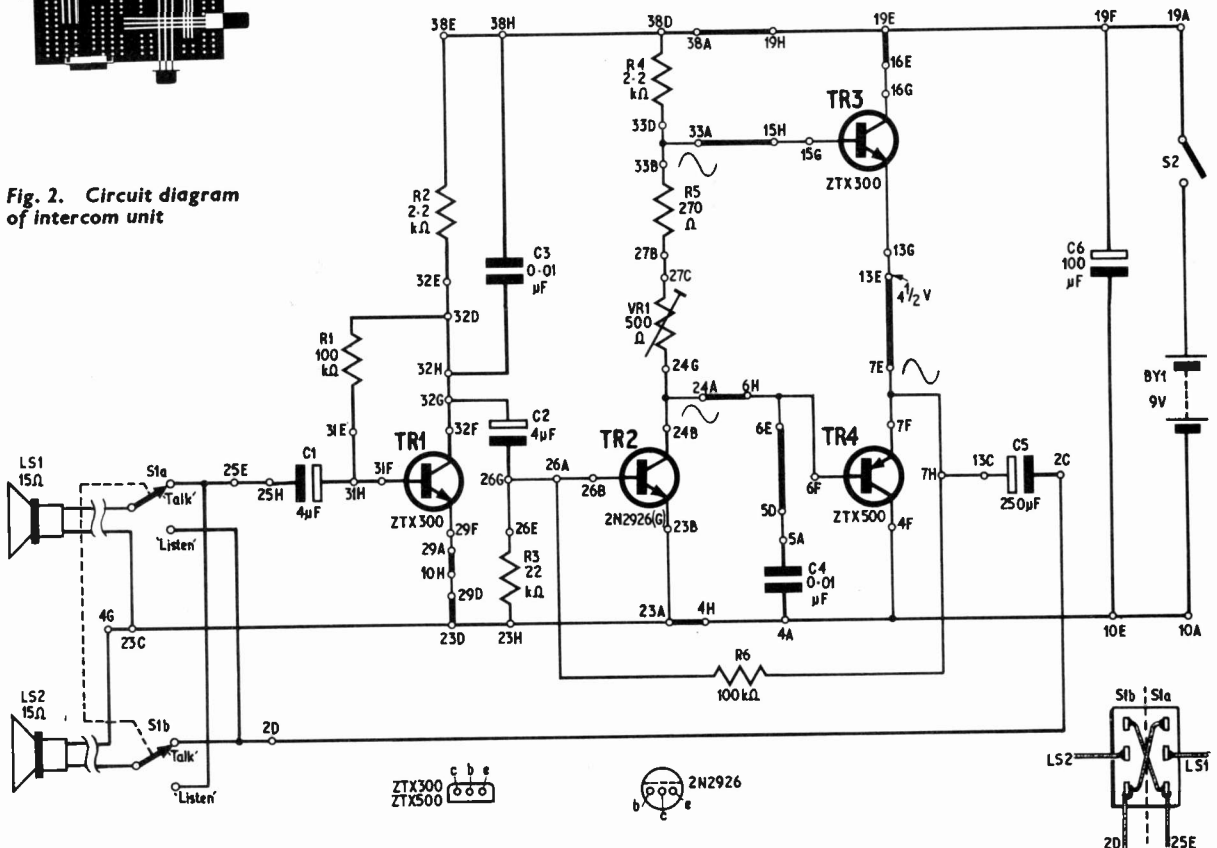 38E
38H
38D
38A
19H
19E
19F
19A
R4
2·2
kΩ
16E
16G
TR3
33D
33A
15H
15G
33B
ZTX300
S2
Fig. 2. Circuit diagram
of intercom unit
R2
2·2
kΩ
R5
270
Ω
C3
0·01
µF
27B
27C
13G
13E
4½ V
C6
100
µF
32E
32D
VR1
500
Ω
R1
100
kΩ
32H
24G
7E
BY1
9V
32G
24A
6H
C2
4µF
31E
32F
TR1
24B
6E
7F
TR2
TR4
LS1
15Ω
S1a
'Talk'
25E
25H
C1
4µF
31H
31F
26G
26A
26B
6F
7H
13C
C5
2C
250µF
ZTX300
2N2926(G)
ZTX500
'Listen'
29F
26E
23B
5D
4F
29A
10H
29D
R3
22
kΩ
5A
C4
0·01
µF
4G
23C
23D
23H
23A
4H
4A
10E
10A
R6
100kΩ
LS2
15Ω
S1b
'Talk'
2D
'Listen'
S1b
S1a
LS2
LS1
c b e
ZTX300
ZTX500
2N2926
b
c
e
2D
25E